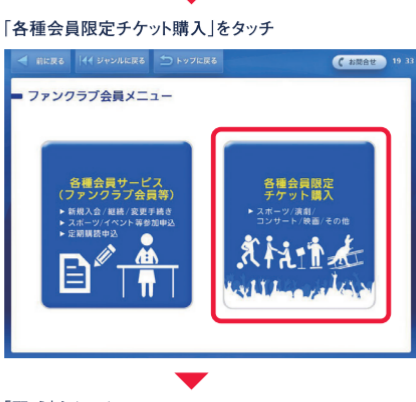 「各種会員限定チケット購入」をタッチ
前に戻る ジャンルに戻る トップに戻る お問合せ 19 33
ファンクラブ会員メニュー
各種会員サービス
(ファンクラブ会員等)
▶ 新規入会/継続/変更手続き
▶ スポーツ/イベント等参加申込
▶ 定期購読申込
各種会員限定
チケット購入
▶ スポーツ/演劇/
コンサート/映画/その他